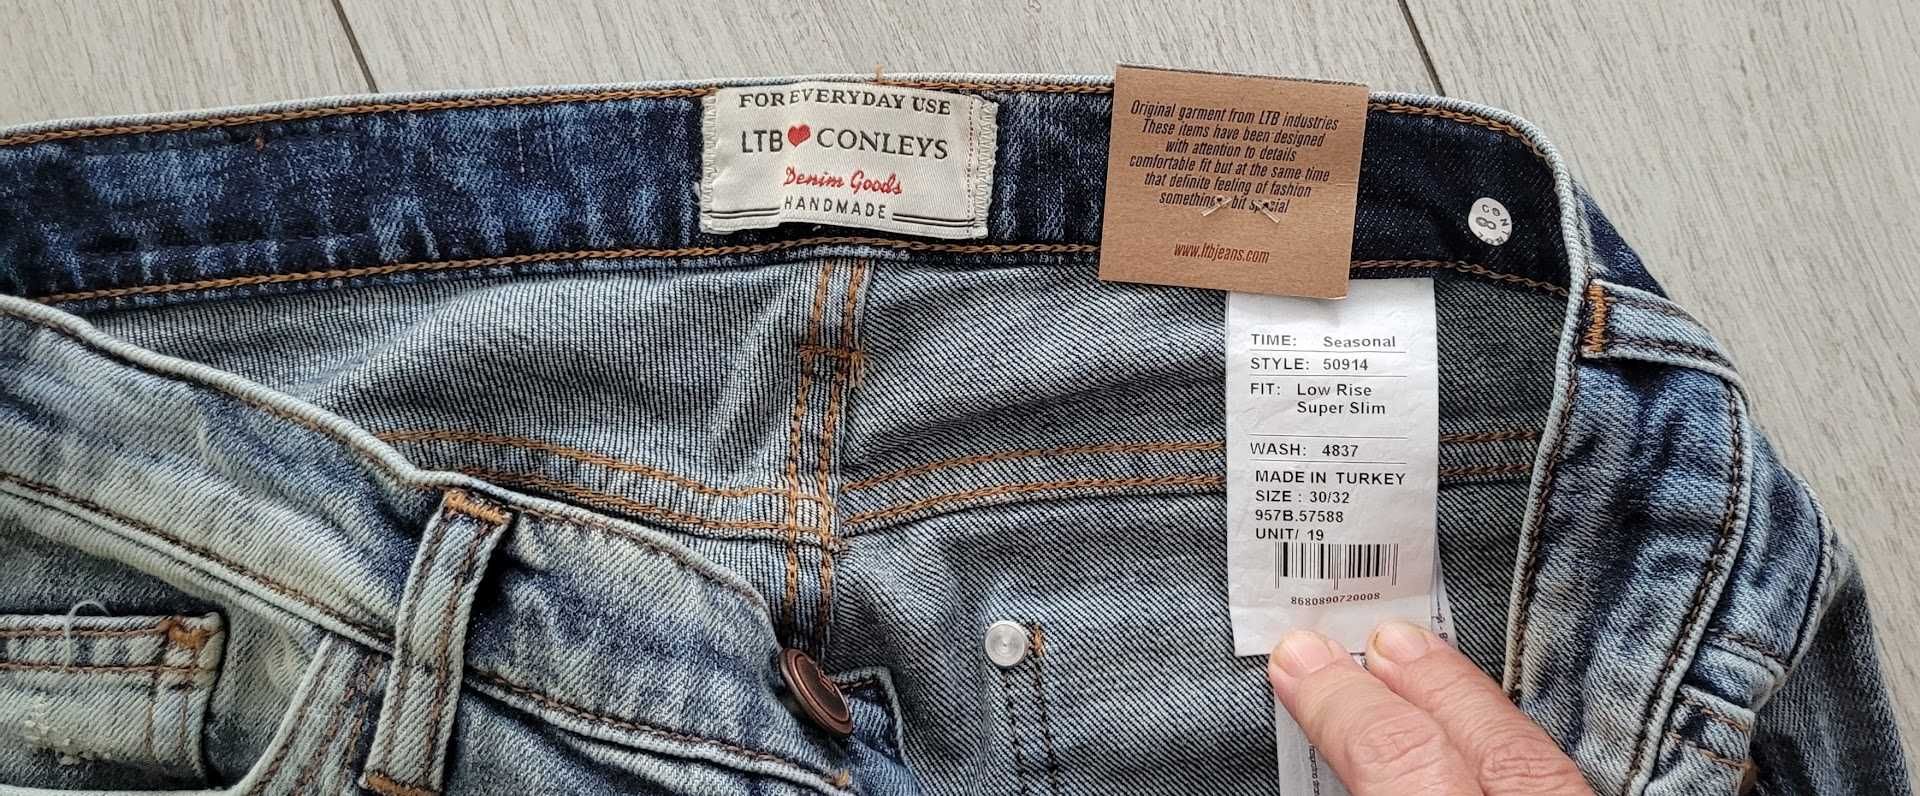 FOR EVERYDAY USE
LTB❤CONLEYS
Denim Goods
HANDMADE
Original garment from LTB industries
These items have been designed
with attention to details
comfortable fit but at the same time
that definite feeling of fashion
something bit special
www.ltbjeans.com
CONTROL
8
TIME: Seasonal
STYLE: 50914
FIT: Low Rise
Super Slim
WASH: 4837
MADE IN TURKEY
SIZE : 30/32
957B.57588
UNIT/ 19
8680890720008